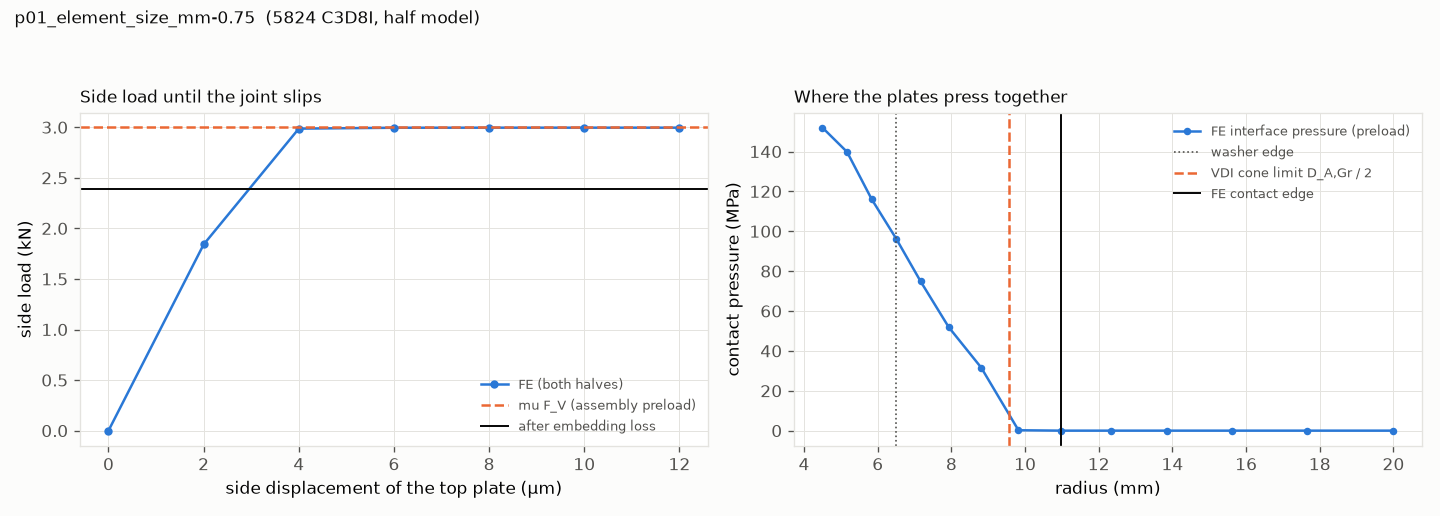 p01_element_size_mm-0.75  (5824 C3D8I, half model)
Side load until the joint slips
side load (kN)
3.0
2.5
2.0
1.5
1.0
0.5
0.0
FE (both halves)
mu F_V (assembly preload)
after embedding loss
0 2 4 6 8 10 12
side displacement of the top plate (µm)
Where the plates press together
contact pressure (MPa)
140
120
100
80
60
40
20
0
FE interface pressure (preload)
washer edge
VDI cone limit D_A,Gr / 2
FE contact edge
4 6 8 10 12 14 16 18 20
radius (mm)